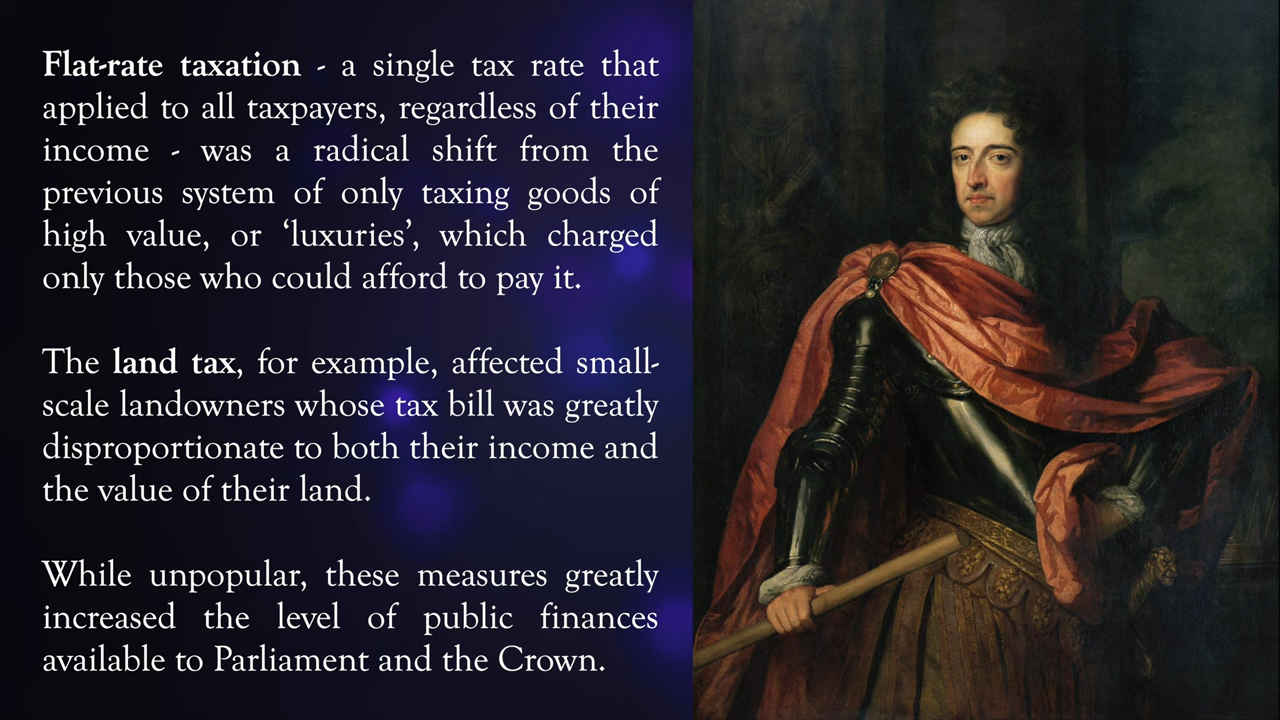 Flat-rate taxation - a single tax rate that
applied to all taxpayers, regardless of their
income - was a radical shift from the
previous system of only taxing goods of
high value, or ‘luxuries’, which charged
only those who could afford to pay it.
The land tax, for example, affected small-
scale landowners whose tax bill was greatly
disproportionate to both their income and
the value of their land.
While unpopular, these measures greatly
increased the level of public finances
available to Parliament and the Crown.